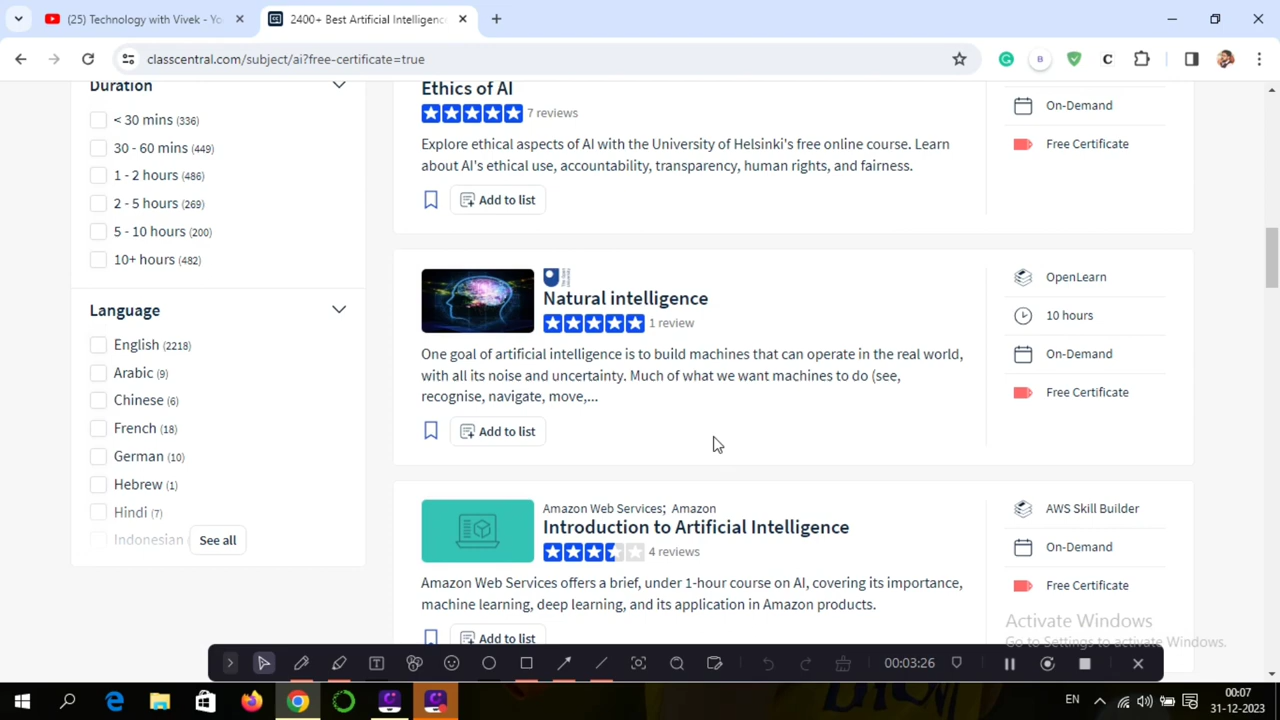 (25) Technology with Vivek - Yo
2400+ Best Artificial Intelligenc
classcentral.com/subject/ai?free-certificate=true
Duration
< 30 mins (336)
30 - 60 mins (449)
1 - 2 hours (486)
2 - 5 hours (269)
5 - 10 hours (200)
10+ hours (482)
Language
English (2218)
Arabic (9)
Chinese (6)
French (18)
German (10)
Hebrew (1)
Hindi (7)
Indonesian
See all
Ethics of AI
7 reviews
Explore ethical aspects of AI with the University of Helsinki's free online course. Learn
about AI's ethical use, accountability, transparency, human rights, and fairness.
Add to list
On-Demand
Free Certificate
Natural intelligence
1 review
One goal of artificial intelligence is to build machines that can operate in the real world,
with all its noise and uncertainty. Much of what we want machines to do (see,
recognise, navigate, move,...
Add to list
OpenLearn
10 hours
On-Demand
Free Certificate
Amazon Web Services; Amazon
Introduction to Artificial Intelligence
4 reviews
Amazon Web Services offers a brief, under 1-hour course on AI, covering its importance,
machine learning, deep learning, and its application in Amazon products.
Add to list
AWS Skill Builder
On-Demand
Free Certificate
Activate Windows
Go to Settings to activate Windows.
00:03:26
EN
00:07
31-12-2023